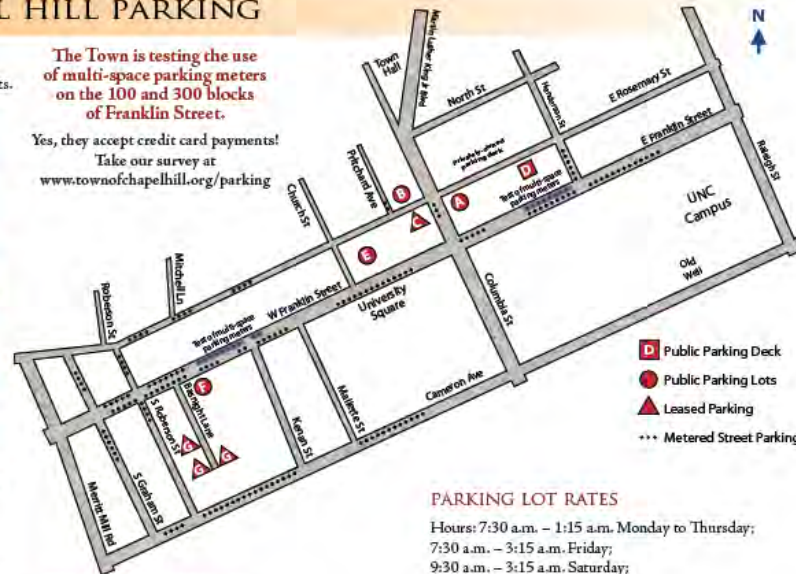 L HILL PARKING
ts.
The Town is testing the use
of multi-space parking meters
on the 100 and 300 blocks
of Franklin Street.
Yes, they accept credit card payments!
Take our survey at
www.townofchapelhill.org/parking
N
Town
Hall
Martin Luther King Jr Blvd
North St
Henderson St
E Rosemary St
E Franklin Street
Raleigh St
Pritchard Ave
privately-owned
parking deck
D
Test of multi-space
parking meters
B
A
C
Church St
E
UNC
Campus
Old
Well
Mitchell Ln
Roberson St
W Franklin Street
University
Square
Columbia St
Test of multi-space
parking meters
F
Basnight Lane
S Roberson St
G
G
G
Kenan St
Mallette St
Cameron Ave
S Graham St
Merritt Mill Rd
D Public Parking Deck
Public Parking Lots
Leased Parking
Metered Street Parking
PARKING LOT RATES
Hours: 7:30 a.m. – 1:15 a.m. Monday to Thursday;
7:30 a.m. – 3:15 a.m. Friday;
9:30 a.m. – 3:15 a.m. Saturday;